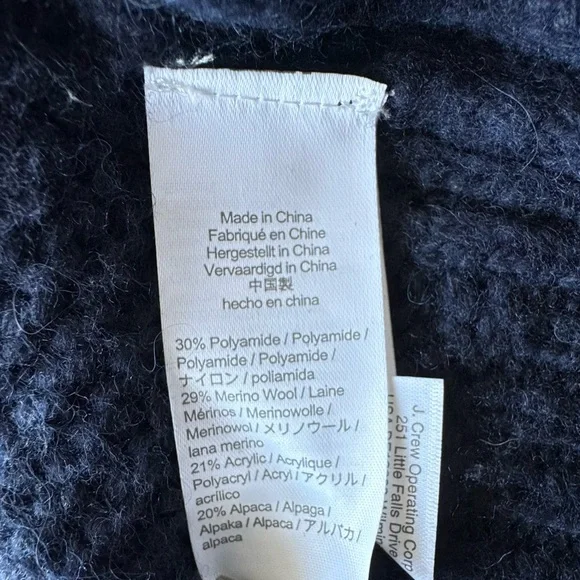 Made in China
Fabriqué en Chine
Hergestellt in China
Vervaardigd in China
中国製
hecho en china
30% Polyamide / Polyamide /
Polyamide / Polyamide /
ナイロン / poliamida
29% Merino Wool / Laine
Mérinos / Merinowolle /
Merinowol / メリノウール /
lana merino
21% Acrylic / Acrylique /
Polyacryl / Acryl / アクリル /
acrílico
20% Alpaca / Alpaga /
Alpaka / Alpaca / アルパカ /
alpaca
J. Crew Operating Corp
251 Little Falls Drive